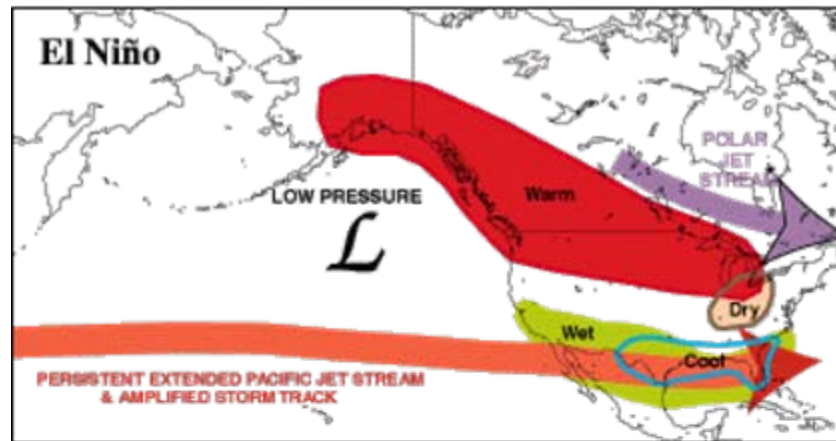 El Niño
POLAR
JET
STREAM
LOW PRESSURE
L
Warm
Dry
Wet
Cool
PERSISTENT EXTENDED PACIFIC JET STREAM
& AMPLIFIED STORM TRACK